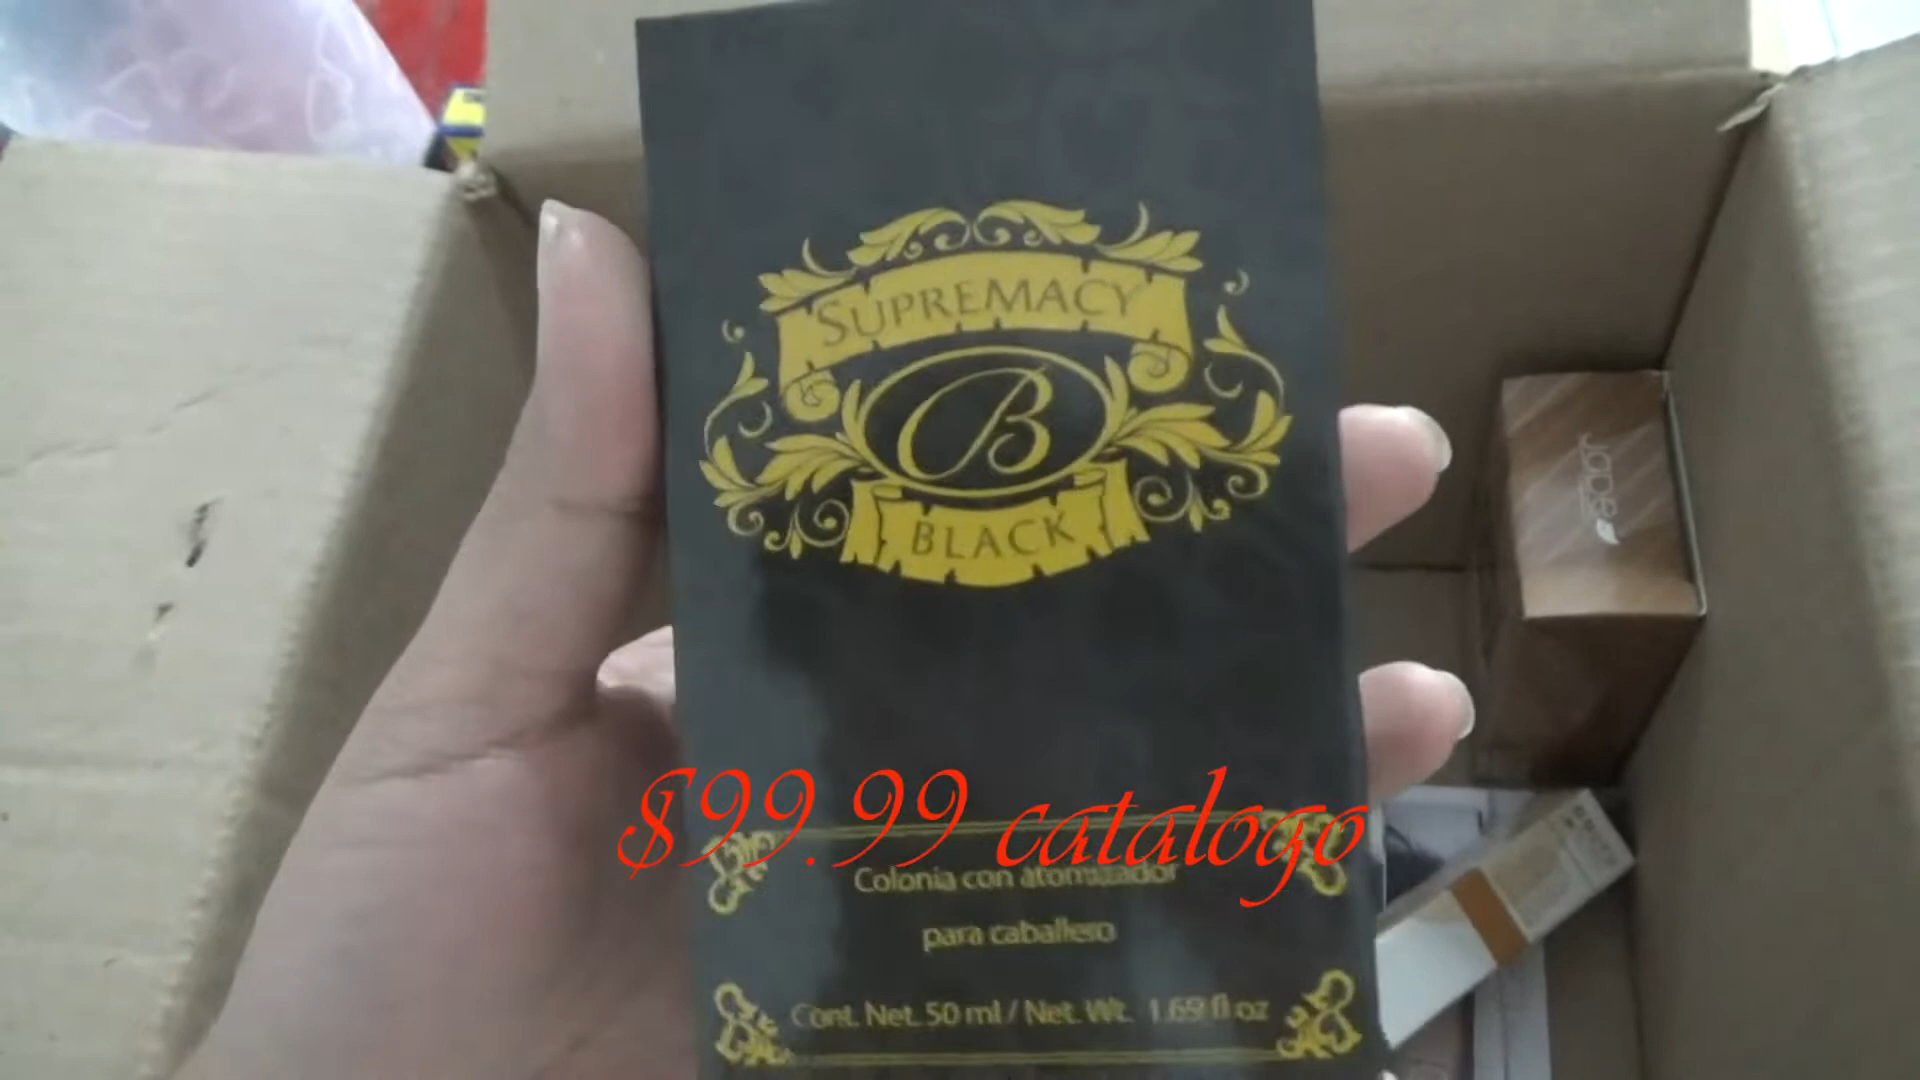 SUPREMACY
B
BLACK
$99.99 catalogo
Colonia con atomizador
para caballero
Cont. Net. 50 ml / Net. Wt. 1.69 fl oz
Jade